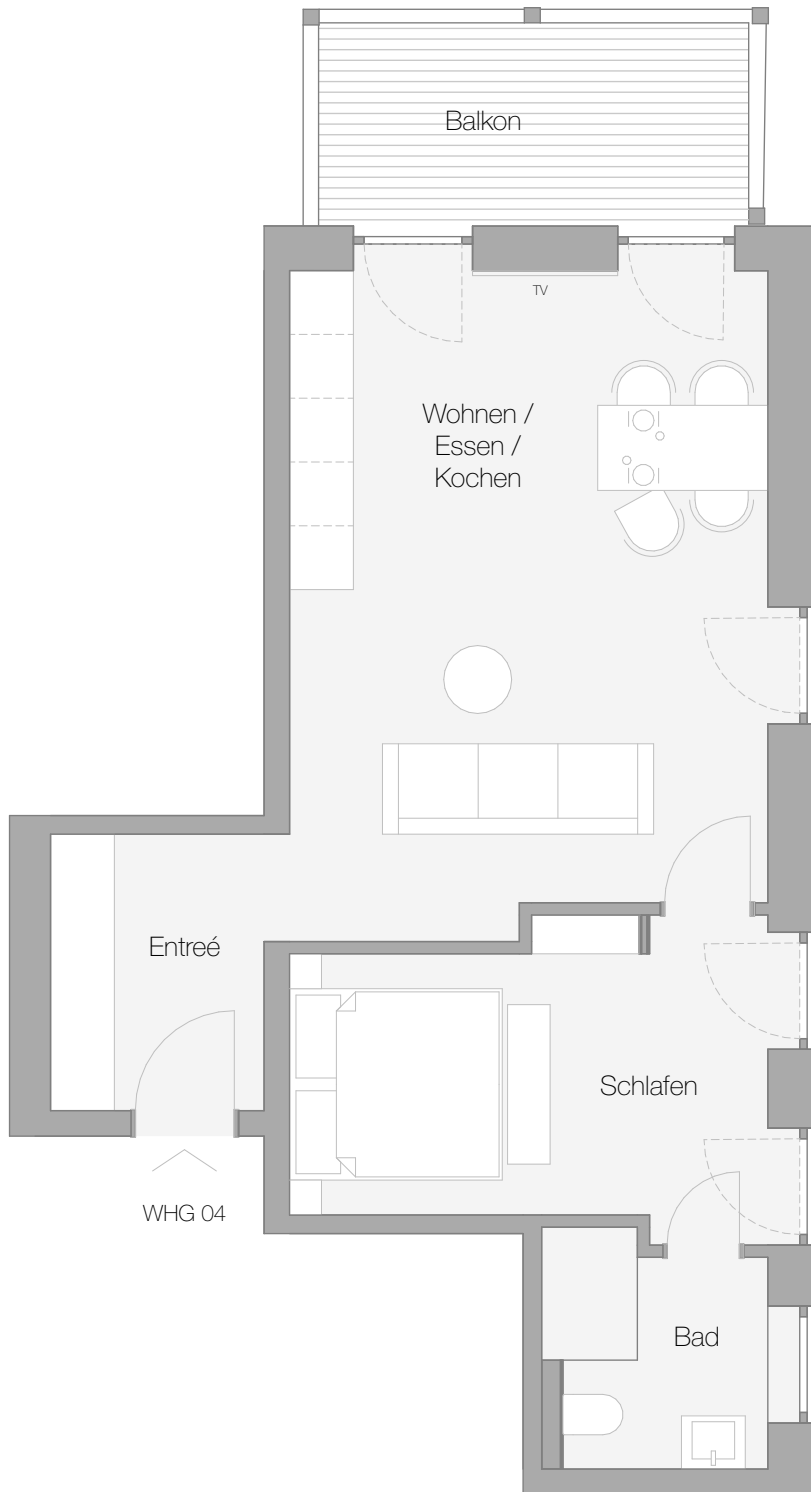 Balkon
TV
Wohnen /
Essen /
Kochen
Entreé
Schlafen
WHG 04
Bad